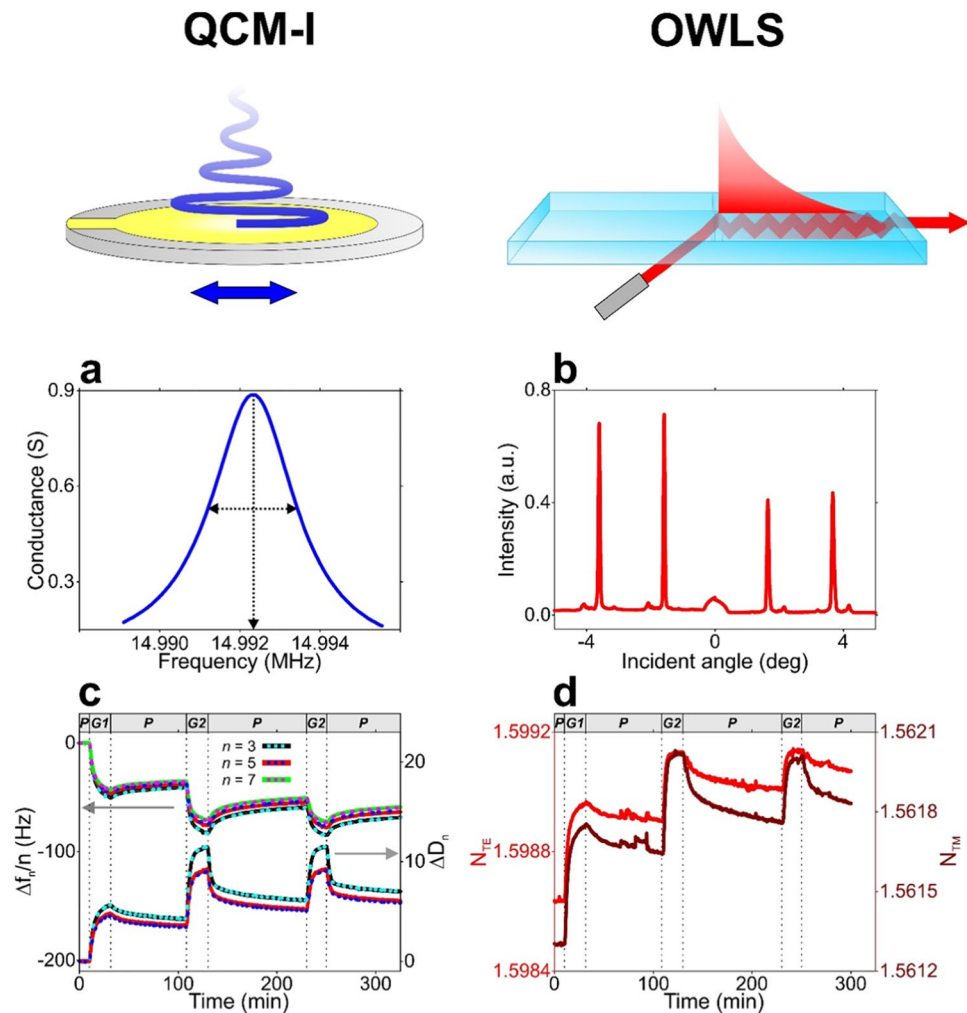 QCM-I
OWLS
a
0.9
0.6
0.3
Conductance (S)
14.990 14.992 14.994
Frequency (MHz)
b
0.8
0.4
0.0
Intensity (a.u.)
-4 0 4
Incident angle (deg)
c
P G1 P G2 P G2 P
n = 3
n = 5
n = 7
0
-100
-200
Δfn/n (Hz)
20
10
0
ΔDn
0 100 200 300
Time (min)
d
P G1 P G2 P G2 P
1.5992
1.5988
1.5984
NTE
1.5621
1.5618
1.5615
1.5612
NTM
0 100 200 300
Time (min)